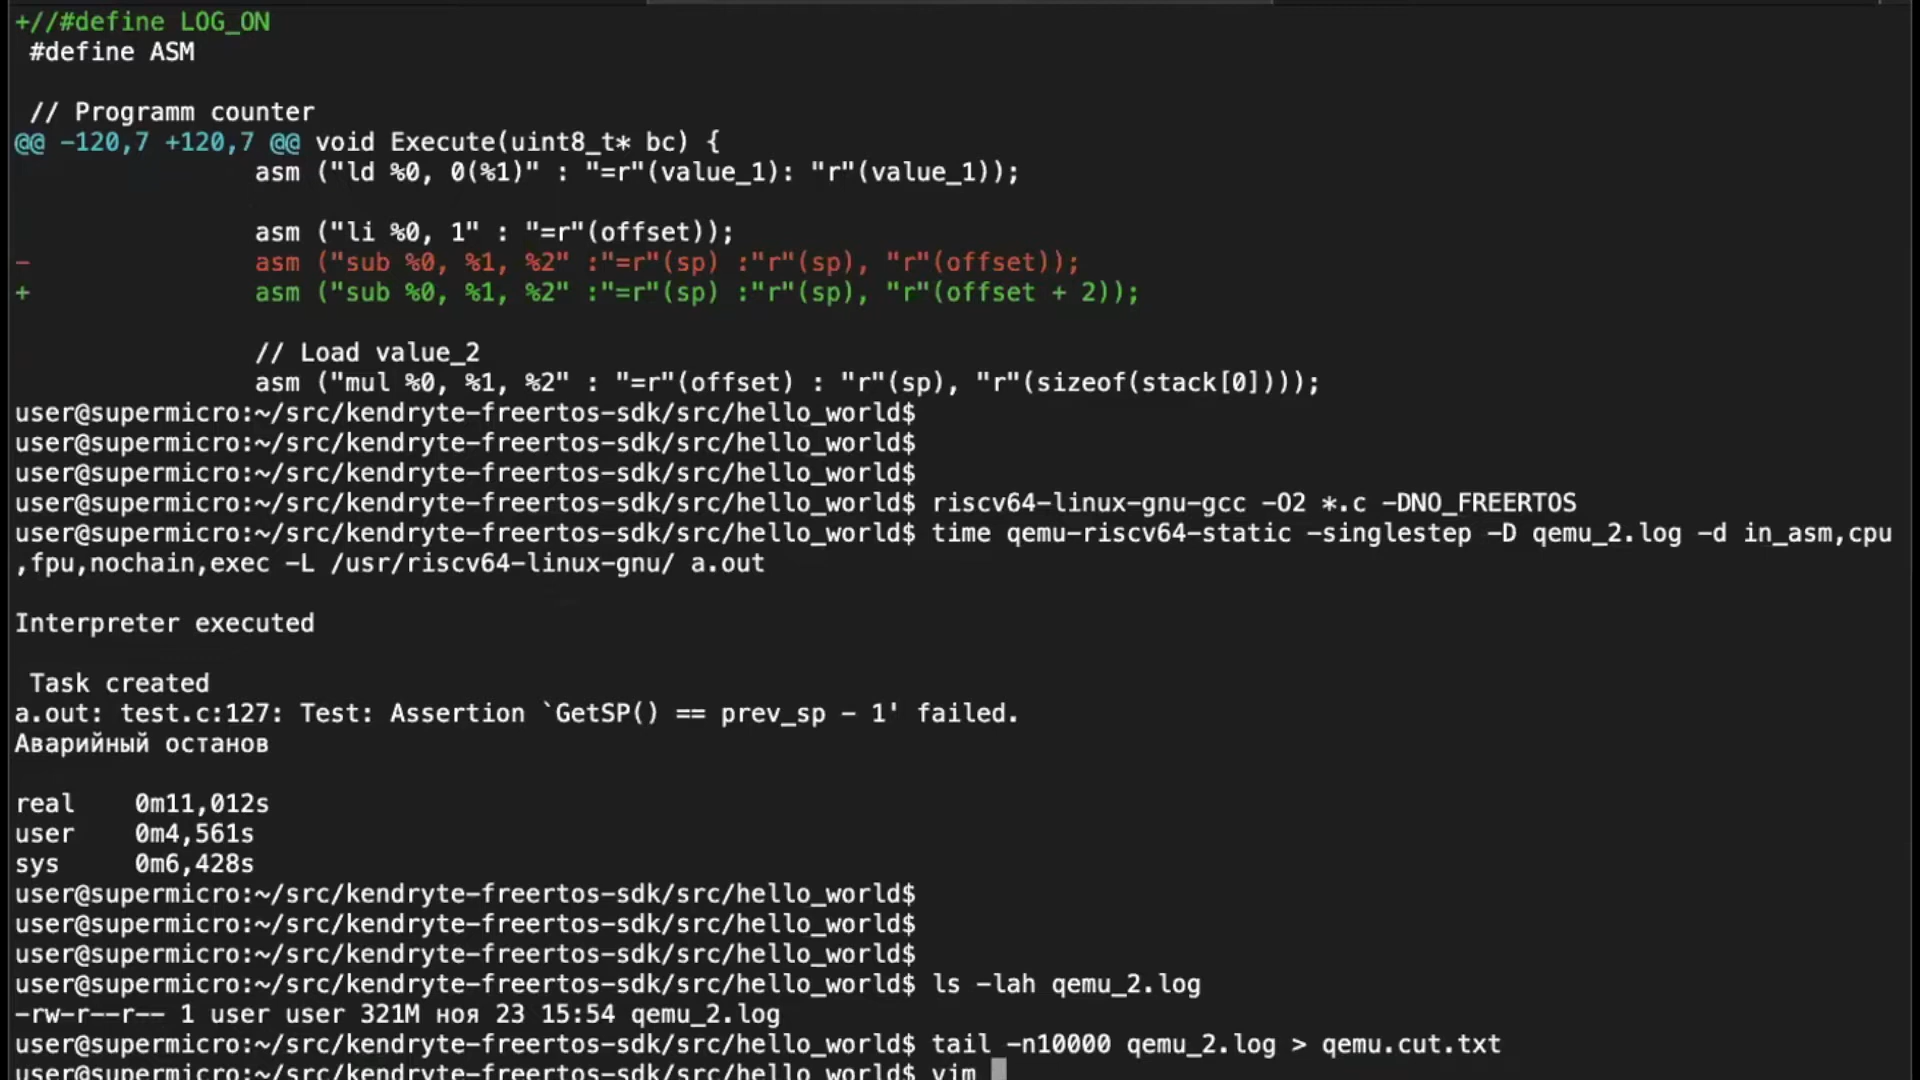 +//#define LOG_ON
 #define ASM
 // Programm counter
@@ -120,7 +120,7 @@ void Execute(uint8_t* bc) {
                asm ("ld %0, 0(%1)" : "=r"(value_1): "r"(value_1));
                asm ("li %0, 1" : "=r"(offset));
-               asm ("sub %0, %1, %2" :"=r"(sp) :"r"(sp), "r"(offset));
+               asm ("sub %0, %1, %2" :"=r"(sp) :"r"(sp), "r"(offset + 2));
                // Load value_2
                asm ("mul %0, %1, %2" : "=r"(offset) : "r"(sp), "r"(sizeof(stack[0])));
user@supermicro:~/src/kendryte-freertos-sdk/src/hello_world$
user@supermicro:~/src/kendryte-freertos-sdk/src/hello_world$
user@supermicro:~/src/kendryte-freertos-sdk/src/hello_world$
user@supermicro:~/src/kendryte-freertos-sdk/src/hello_world$ riscv64-linux-gnu-gcc -O2 *.c -DNO_FREERTOS
user@supermicro:~/src/kendryte-freertos-sdk/src/hello_world$ time qemu-riscv64-static -singlestep -D qemu_2.log -d in_asm,cpu
,fpu,nochain,exec -L /usr/riscv64-linux-gnu/ a.out
Interpreter executed
 Task created
a.out: test.c:127: Test: Assertion `GetSP() == prev_sp - 1' failed.
Аварийный останов
real    0m11,012s
user    0m4,561s
sys     0m6,428s
user@supermicro:~/src/kendryte-freertos-sdk/src/hello_world$
user@supermicro:~/src/kendryte-freertos-sdk/src/hello_world$
user@supermicro:~/src/kendryte-freertos-sdk/src/hello_world$
user@supermicro:~/src/kendryte-freertos-sdk/src/hello_world$ ls -lah qemu_2.log
-rw-r--r-- 1 user user 321M ноя 23 15:54 qemu_2.log
user@supermicro:~/src/kendryte-freertos-sdk/src/hello_world$ tail -n10000 qemu_2.log > qemu.cut.txt
user@supermicro:~/src/kendryte-freertos-sdk/src/hello_world$ vim